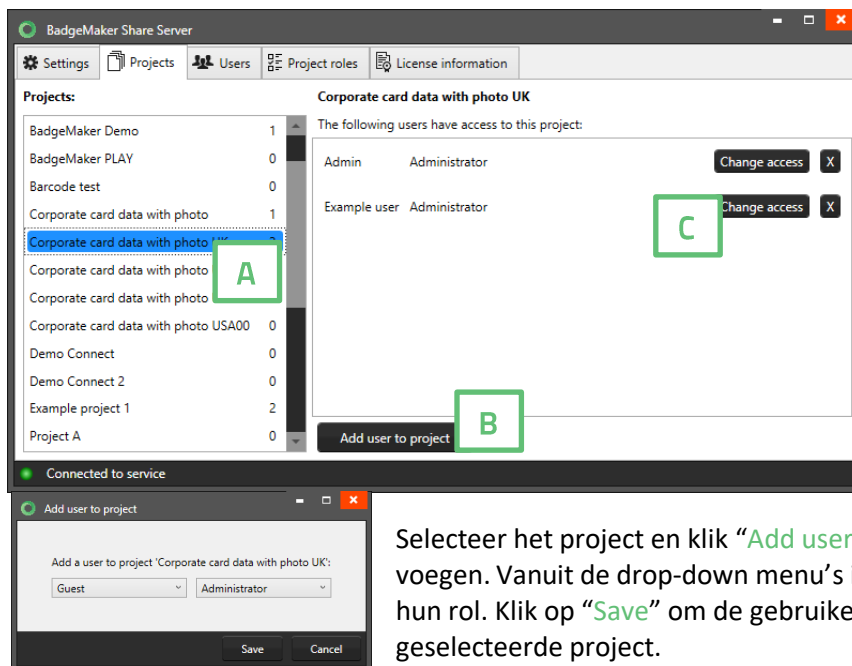 BadgeMaker Share Server
Settings Projects Users Project roles License information
Projects:
BadgeMaker Demo 1
BadgeMaker PLAY 0
Barcode test 0
Corporate card data with photo 1
Corporate card data with photo
Corporate card data with photo
Corporate card data with photo
Corporate card data with photo USA00 0
Demo Connect 0
Demo Connect 2 0
Example project 1 2
Project A 0
A
Corporate card data with photo UK
The following users have access to this project:
Admin Administrator Change access X
Example user Administrator Change access X
C
Add user to project
B
Connected to service
Add user to project
Add a user to project 'Corporate card data with photo UK':
Guest Administrator
Save Cancel
Selecteer het project en klik “Add user
voegen. Vanuit de drop-down menu’s
hun rol. Klik op “Save” om de gebruike
geselecteerde project.